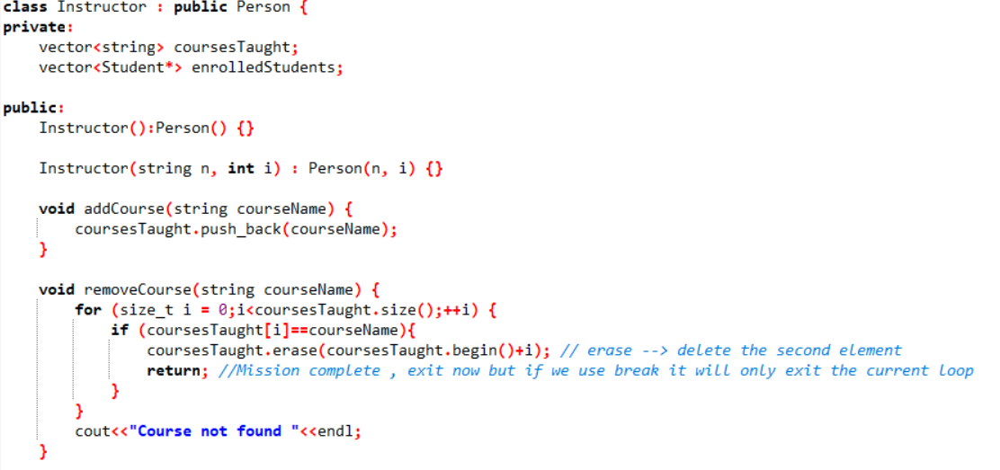 class Instructor : public Person {
private:
    vector<string> coursesTaught;
    vector<Student*> enrolledStudents;

public:
    Instructor():Person() {}

    Instructor(string n, int i) : Person(n, i) {}

    void addCourse(string courseName) {
        coursesTaught.push_back(courseName);
    }

    void removeCourse(string courseName) {
        for (size_t i = 0;i<coursesTaught.size();++i) {
            if (coursesTaught[i]==courseName){
                coursesTaught.erase(coursesTaught.begin()+i); // erase --> delete the second element
                return; //Mission complete , exit now but if we use break it will only exit the current loop
            }
        }
        cout<<"Course not found "<<endl;
    }